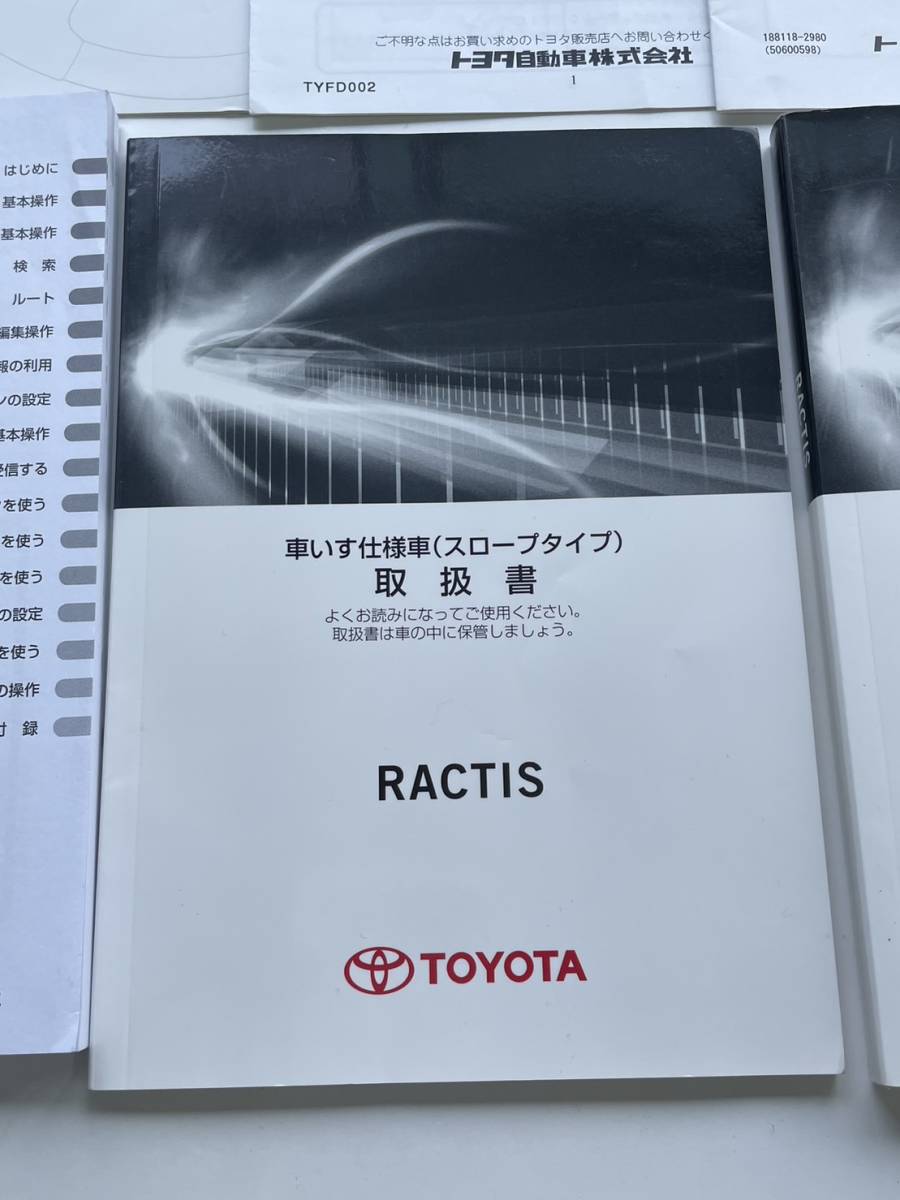 ご不明な点はお買い求めのトヨタ販売店へお問い合わせく
トヨタ自動車株式会社
TYFD002
1
188118-2980
(50600598)
ト
はじめに
基本操作
基本操作
検 索
ルート
編集操作
報の利用
ンの設定
基本操作
受信する
を使う
を使う
を使う
の設定
を使う
の操作
付 録
車いす仕様車(スロープタイプ)
取 扱 書
よくお読みになってご使用ください。
取扱書は車の中に保管しましょう。
RACTIS
TOYOTA
RACTIS